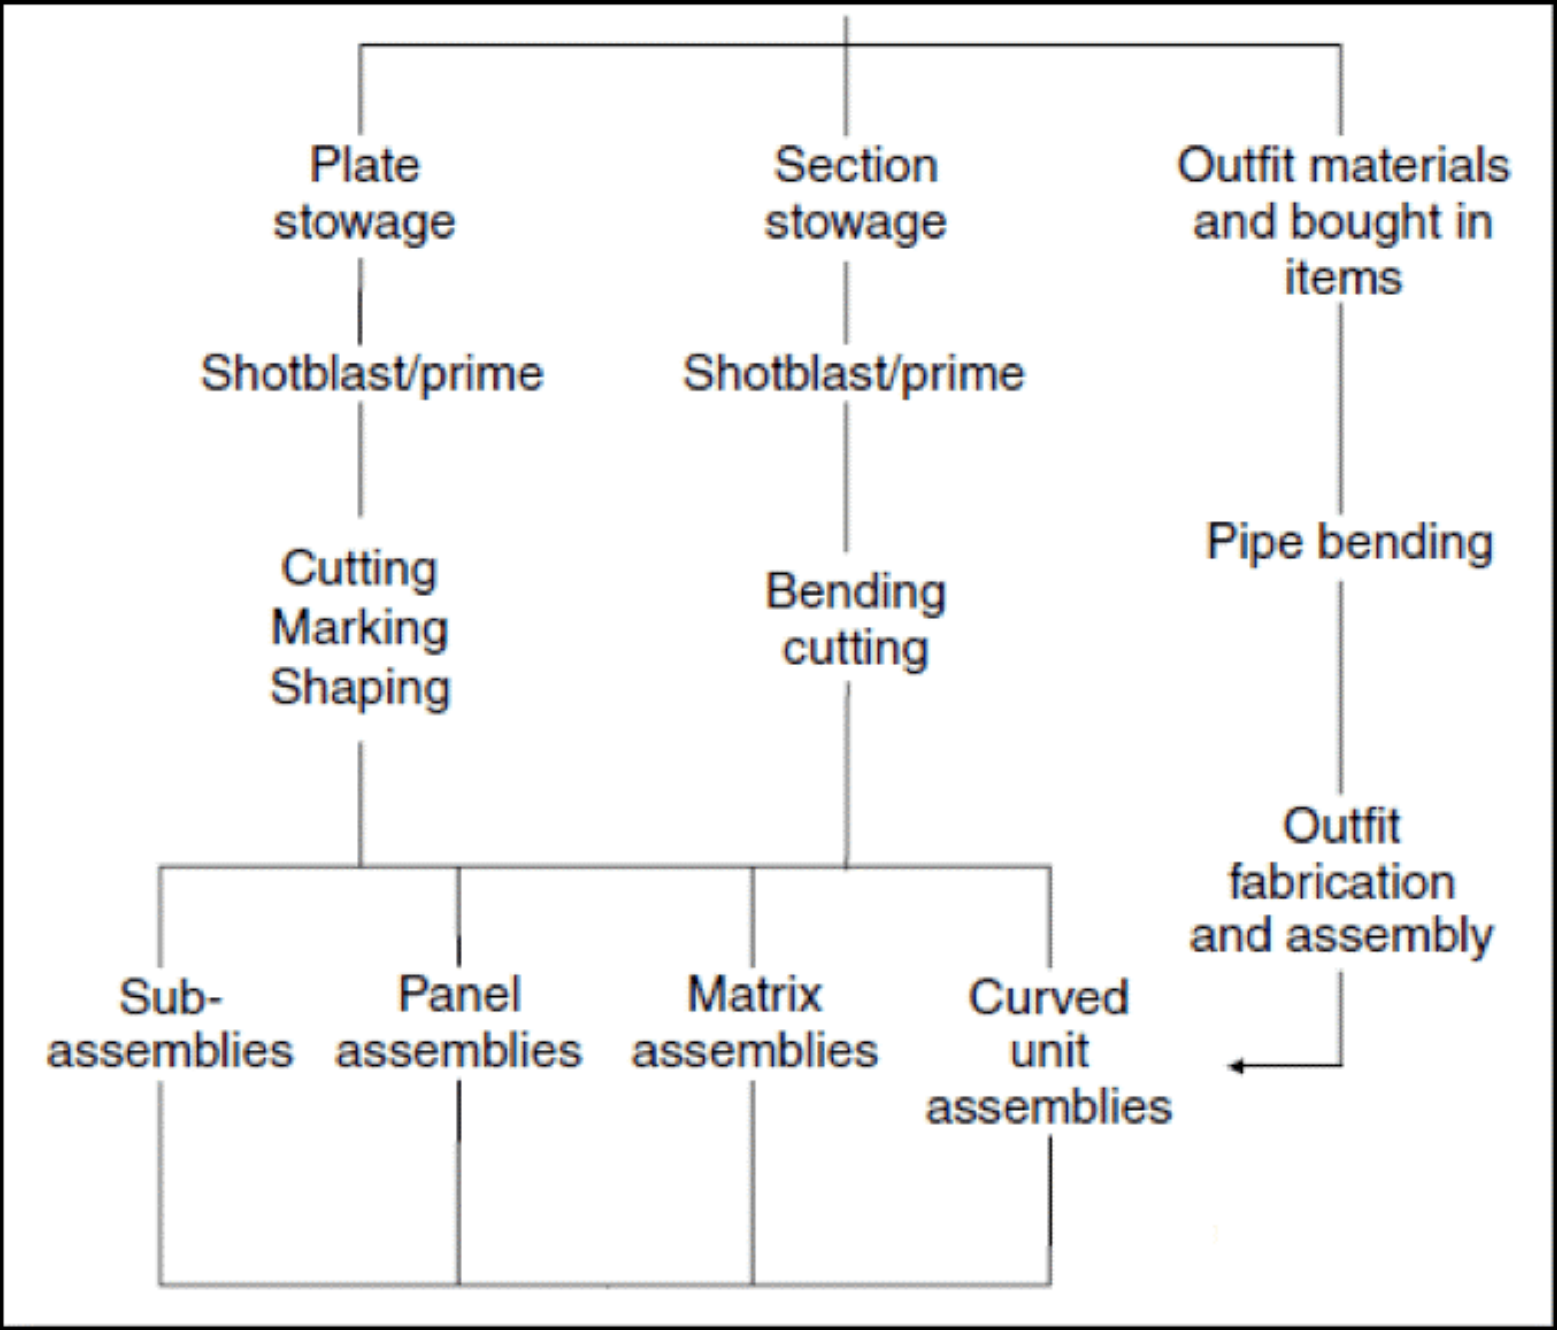 Plate
stowage
Section
stowage
Outfit materials
and bought in
items
Shotblast/prime
Shotblast/prime
Pipe bending
Cutting
Marking
Shaping
Bending
cutting
Outfit
fabrication
and assembly
Sub-
assemblies
Panel
assemblies
Matrix
assemblies
Curved
unit
assemblies